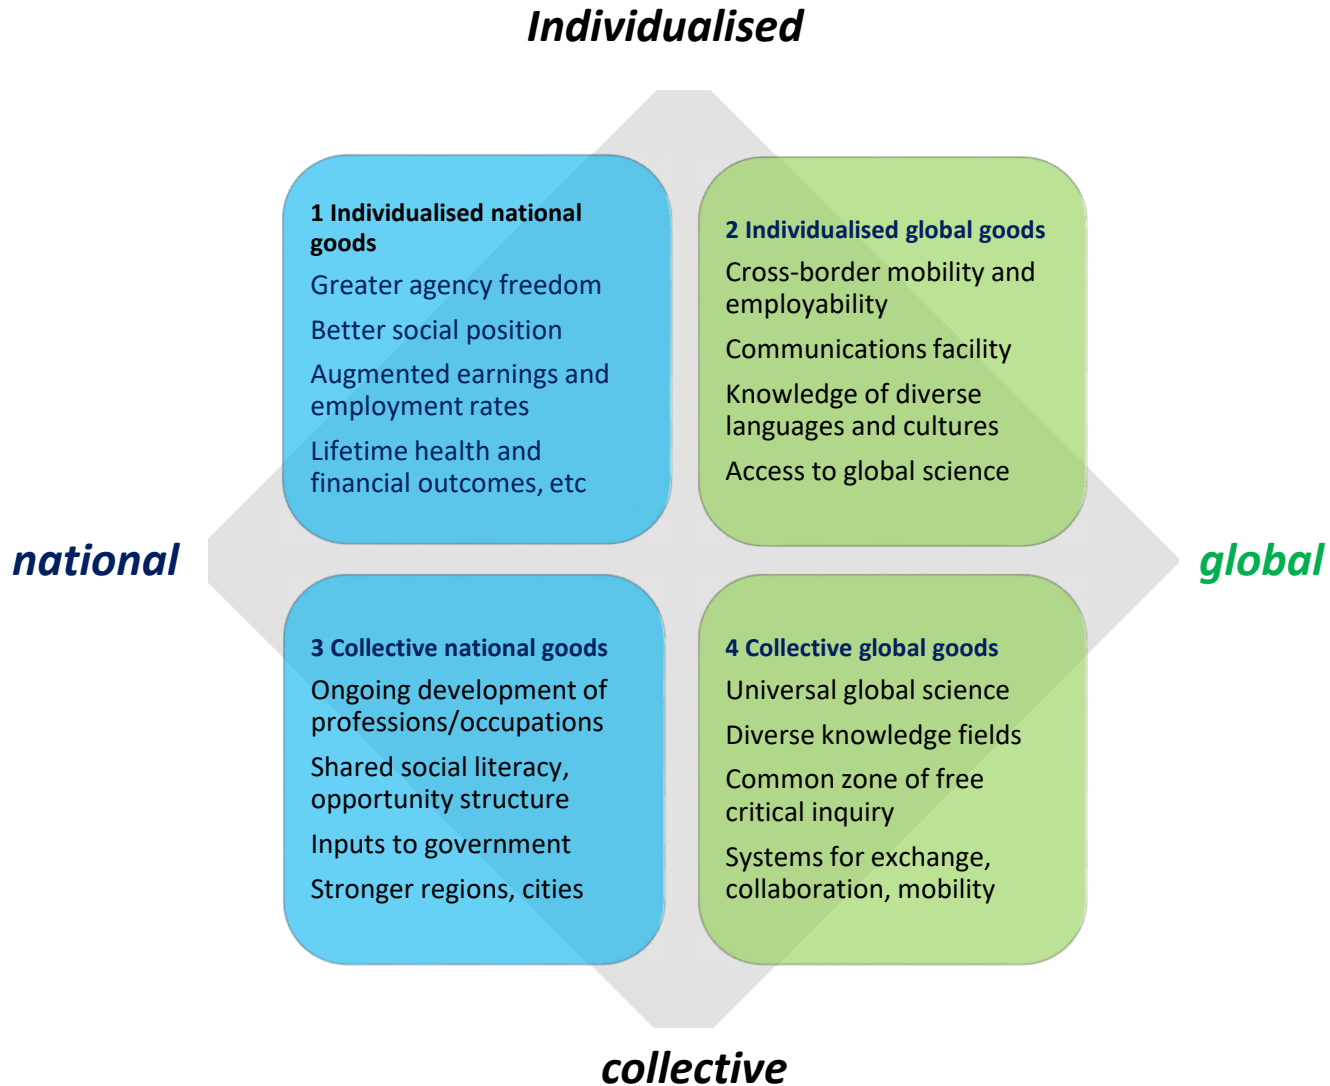 Individualised
1 Individualised national
goods
Greater agency freedom
Better social position
Augmented earnings and
employment rates
Lifetime health and
financial outcomes, etc
2 Individualised global goods
Cross-border mobility and
employability
Communications facility
Knowledge of diverse
languages and cultures
Access to global science
national
global
3 Collective national goods
Ongoing development of
professions/occupations
Shared social literacy,
opportunity structure
Inputs to government
Stronger regions, cities
4 Collective global goods
Universal global science
Diverse knowledge fields
Common zone of free
critical inquiry
Systems for exchange,
collaboration, mobility
collective